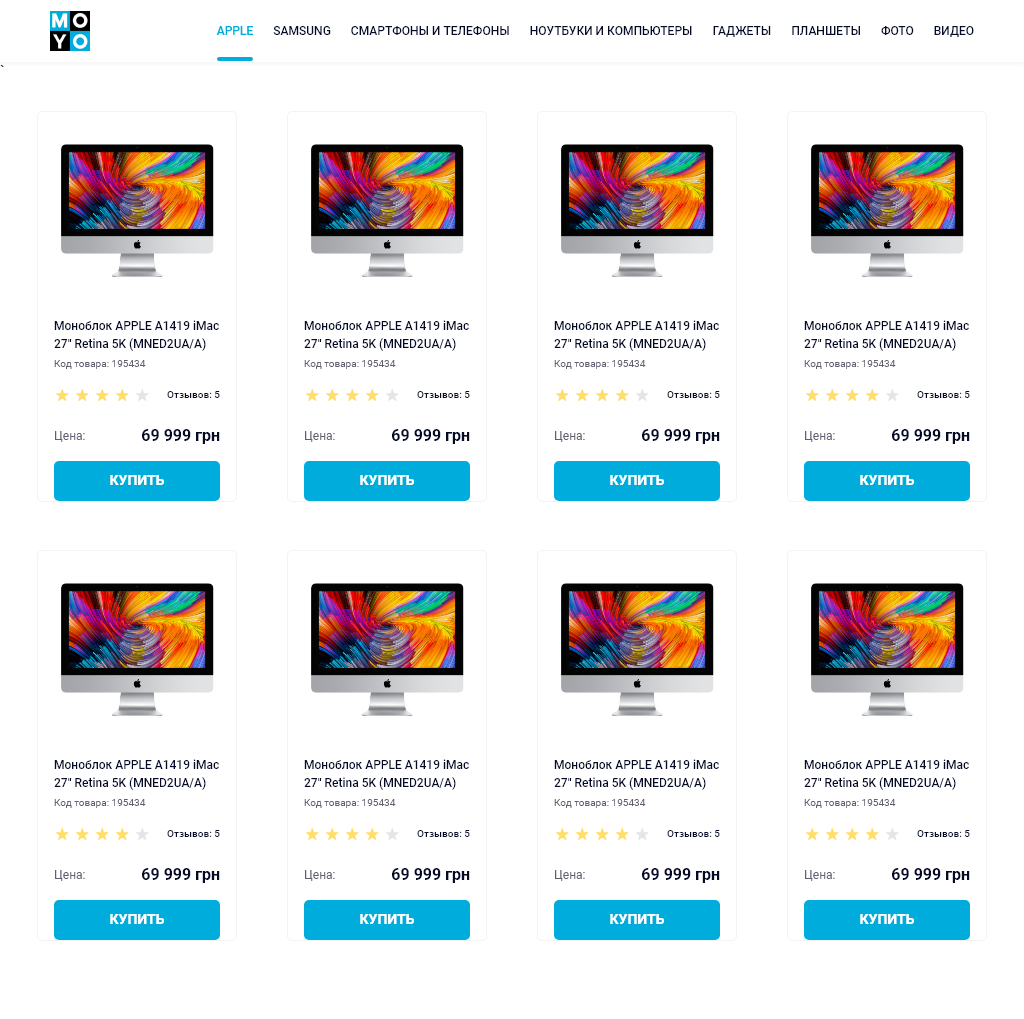 MO
YO
APPLE SAMSUNG СМАРТФОНЫ И ТЕЛЕФОНЫ НОУТБУКИ И КОМПЬЮТЕРЫ ГАДЖЕТЫ ПЛАНШЕТЫ ФОТО ВИДЕО
`
Моноблок APPLE A1419 iMac
27" Retina 5K (MNED2UA/A)
Код товара: 195434
Отзывов: 5
Цена: 69 999 грн
КУПИТЬ
Моноблок APPLE A1419 iMac
27" Retina 5K (MNED2UA/A)
Код товара: 195434
Отзывов: 5
Цена: 69 999 грн
КУПИТЬ
Моноблок APPLE A1419 iMac
27" Retina 5K (MNED2UA/A)
Код товара: 195434
Отзывов: 5
Цена: 69 999 грн
КУПИТЬ
Моноблок APPLE A1419 iMac
27" Retina 5K (MNED2UA/A)
Код товара: 195434
Отзывов: 5
Цена: 69 999 грн
КУПИТЬ
Моноблок APPLE A1419 iMac
27" Retina 5K (MNED2UA/A)
Код товара: 195434
Отзывов: 5
Цена: 69 999 грн
КУПИТЬ
Моноблок APPLE A1419 iMac
27" Retina 5K (MNED2UA/A)
Код товара: 195434
Отзывов: 5
Цена: 69 999 грн
КУПИТЬ
Моноблок APPLE A1419 iMac
27" Retina 5K (MNED2UA/A)
Код товара: 195434
Отзывов: 5
Цена: 69 999 грн
КУПИТЬ
Моноблок APPLE A1419 iMac
27" Retina 5K (MNED2UA/A)
Код товара: 195434
Отзывов: 5
Цена: 69 999 грн
КУПИТЬ